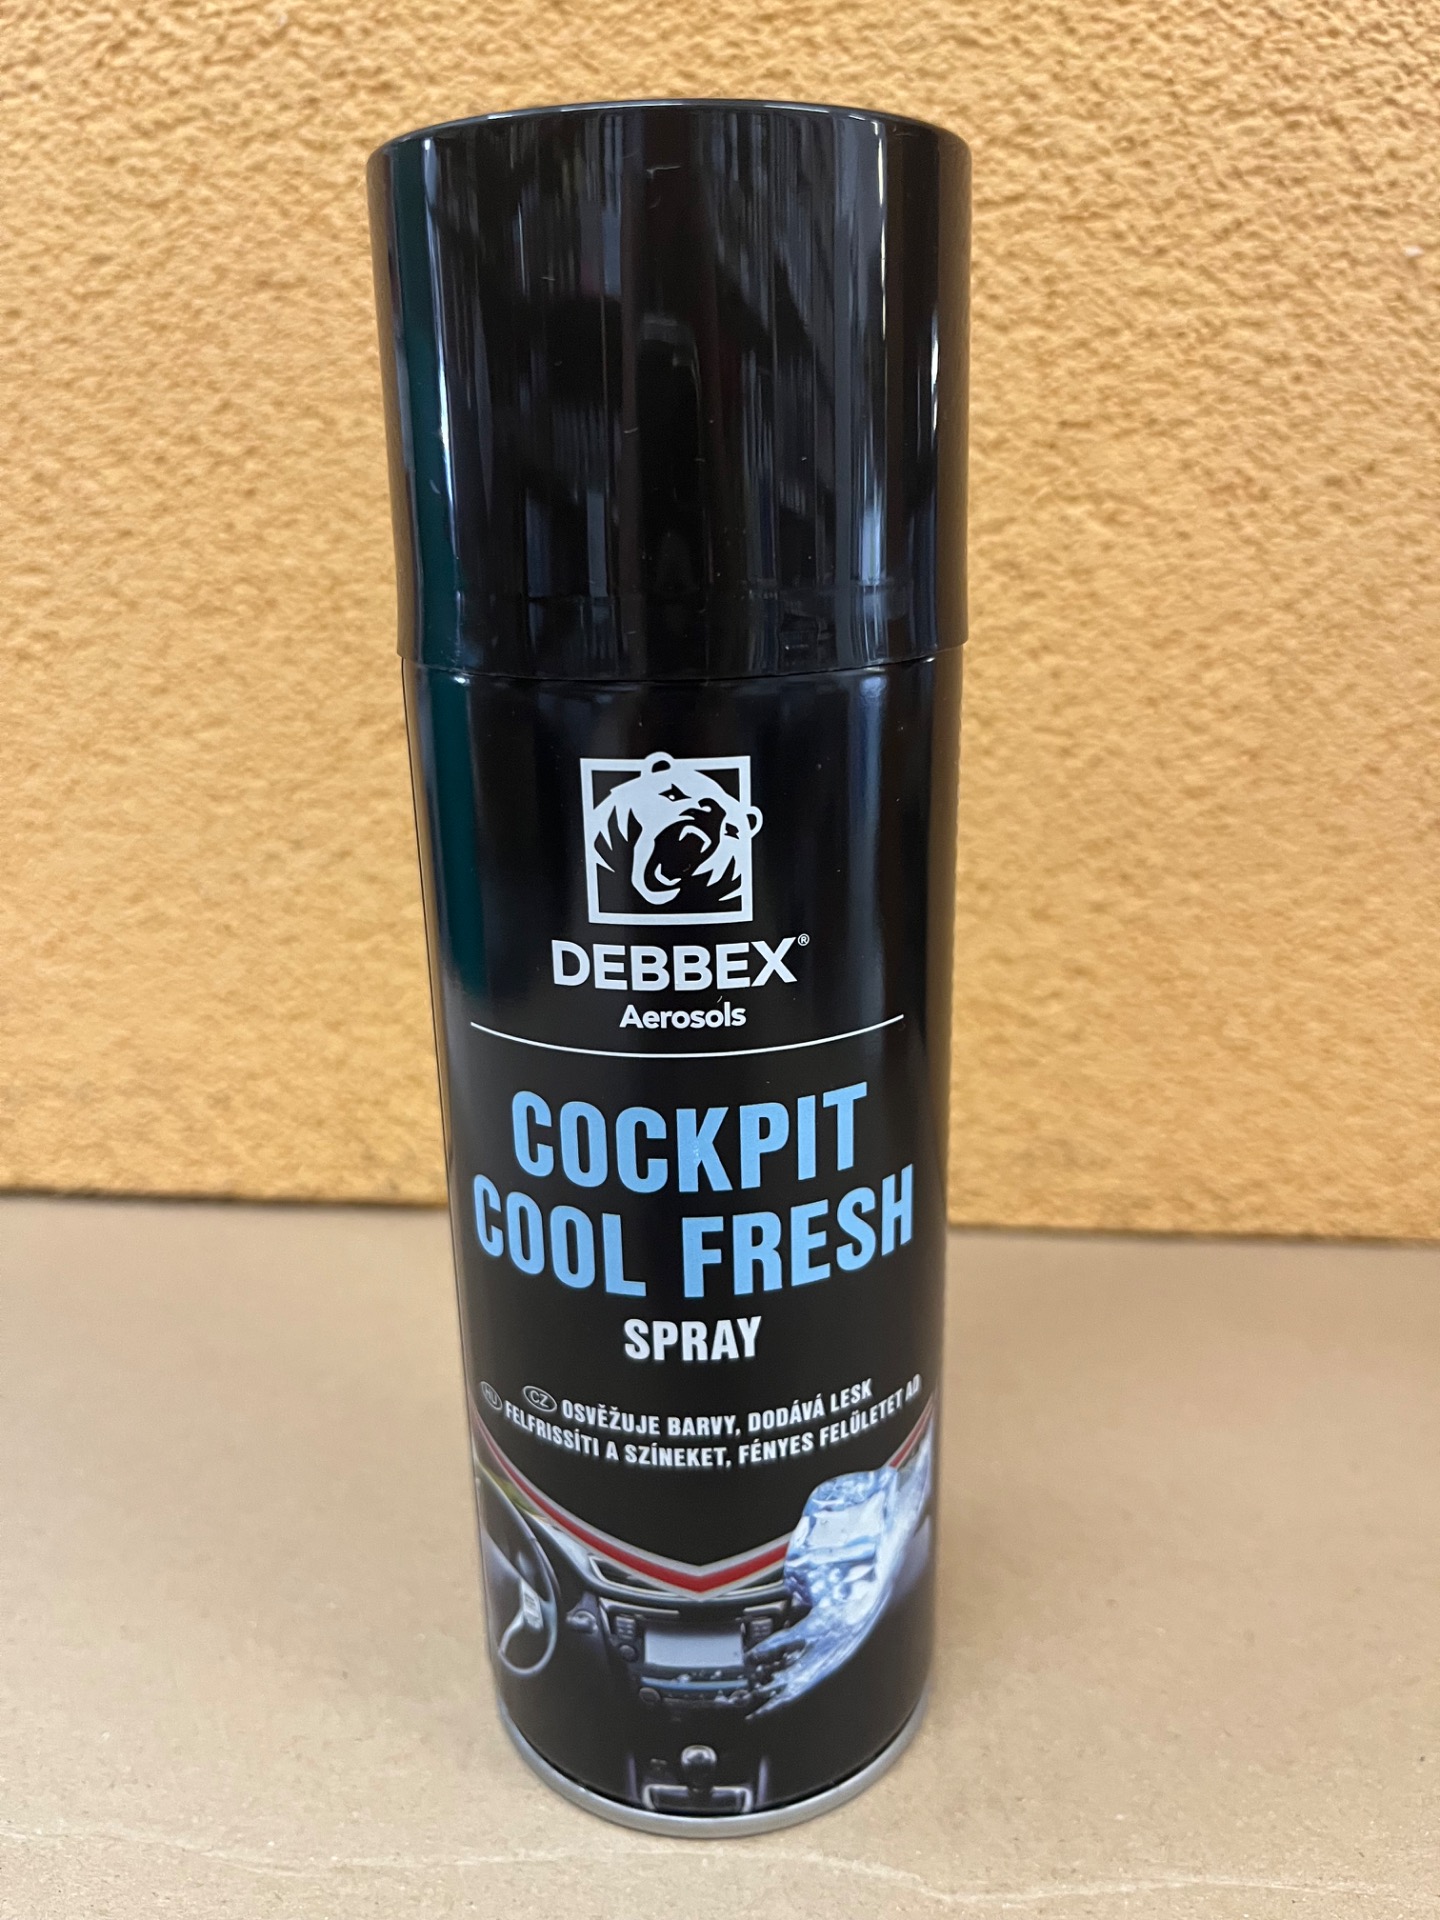 DEBBEX®
Aerosols
COCKPIT
COOL FRESH
SPRAY
CZ OSVĚŽUJE BARVY, DODÁVÁ LESK
HU FELFRISSÍTI A SZÍNEKET, FÉNYES FELÜLETET AD